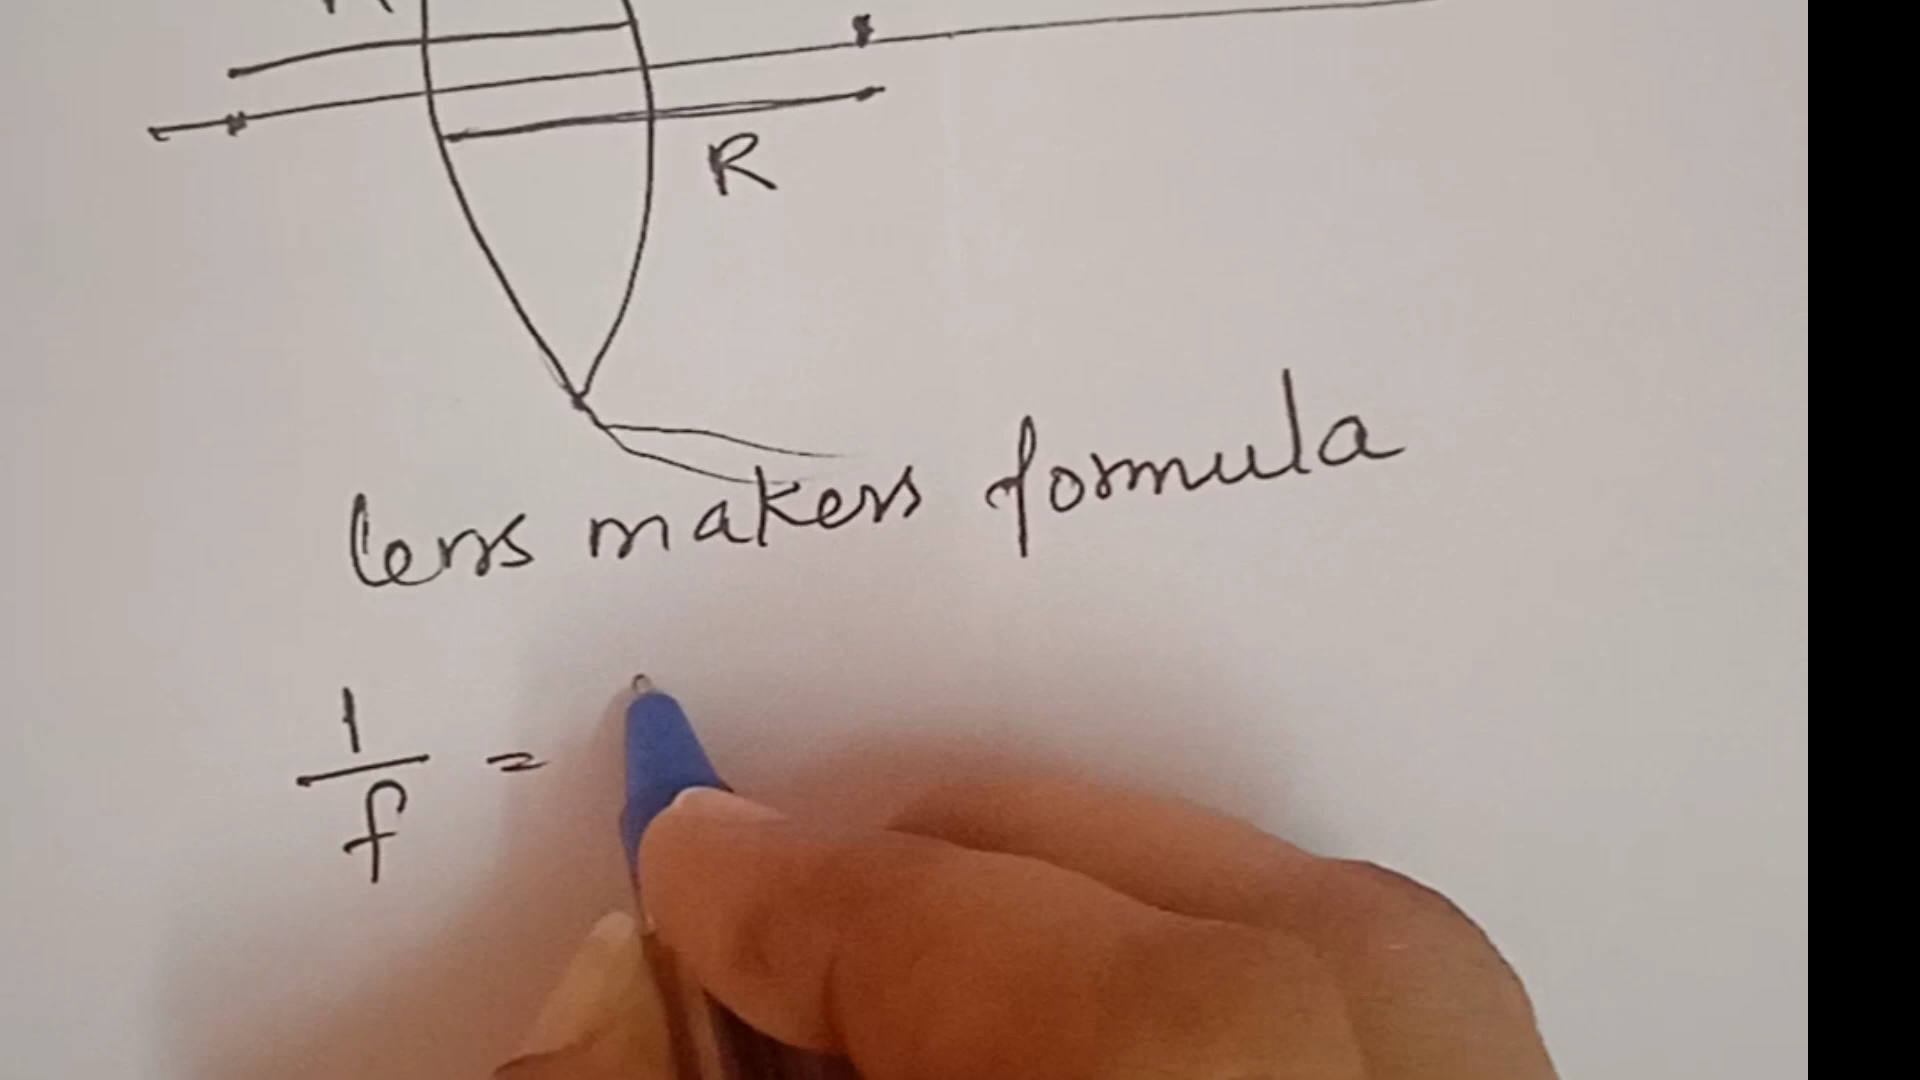 R
lens makers formula
1/f =